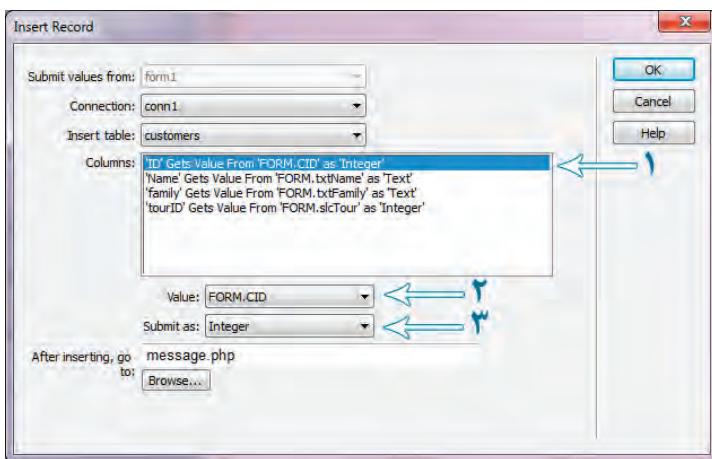 Insert Record
Submit values from: form1
OK
Connection: conn1
Cancel
Insert table: customers
Help
Columns: 'ID' Gets Value From 'FORM.CID' as 'Integer'
۱
'Name' Gets Value From 'FORM.txtName' as 'Text'
'family' Gets Value From 'FORM.txtFamily' as 'Text'
'tourID' Gets Value From 'FORM.slcTour' as 'Integer'
Value: FORM.CID
۲
Submit as: Integer
۳
After inserting, go to: message.php
Browse...